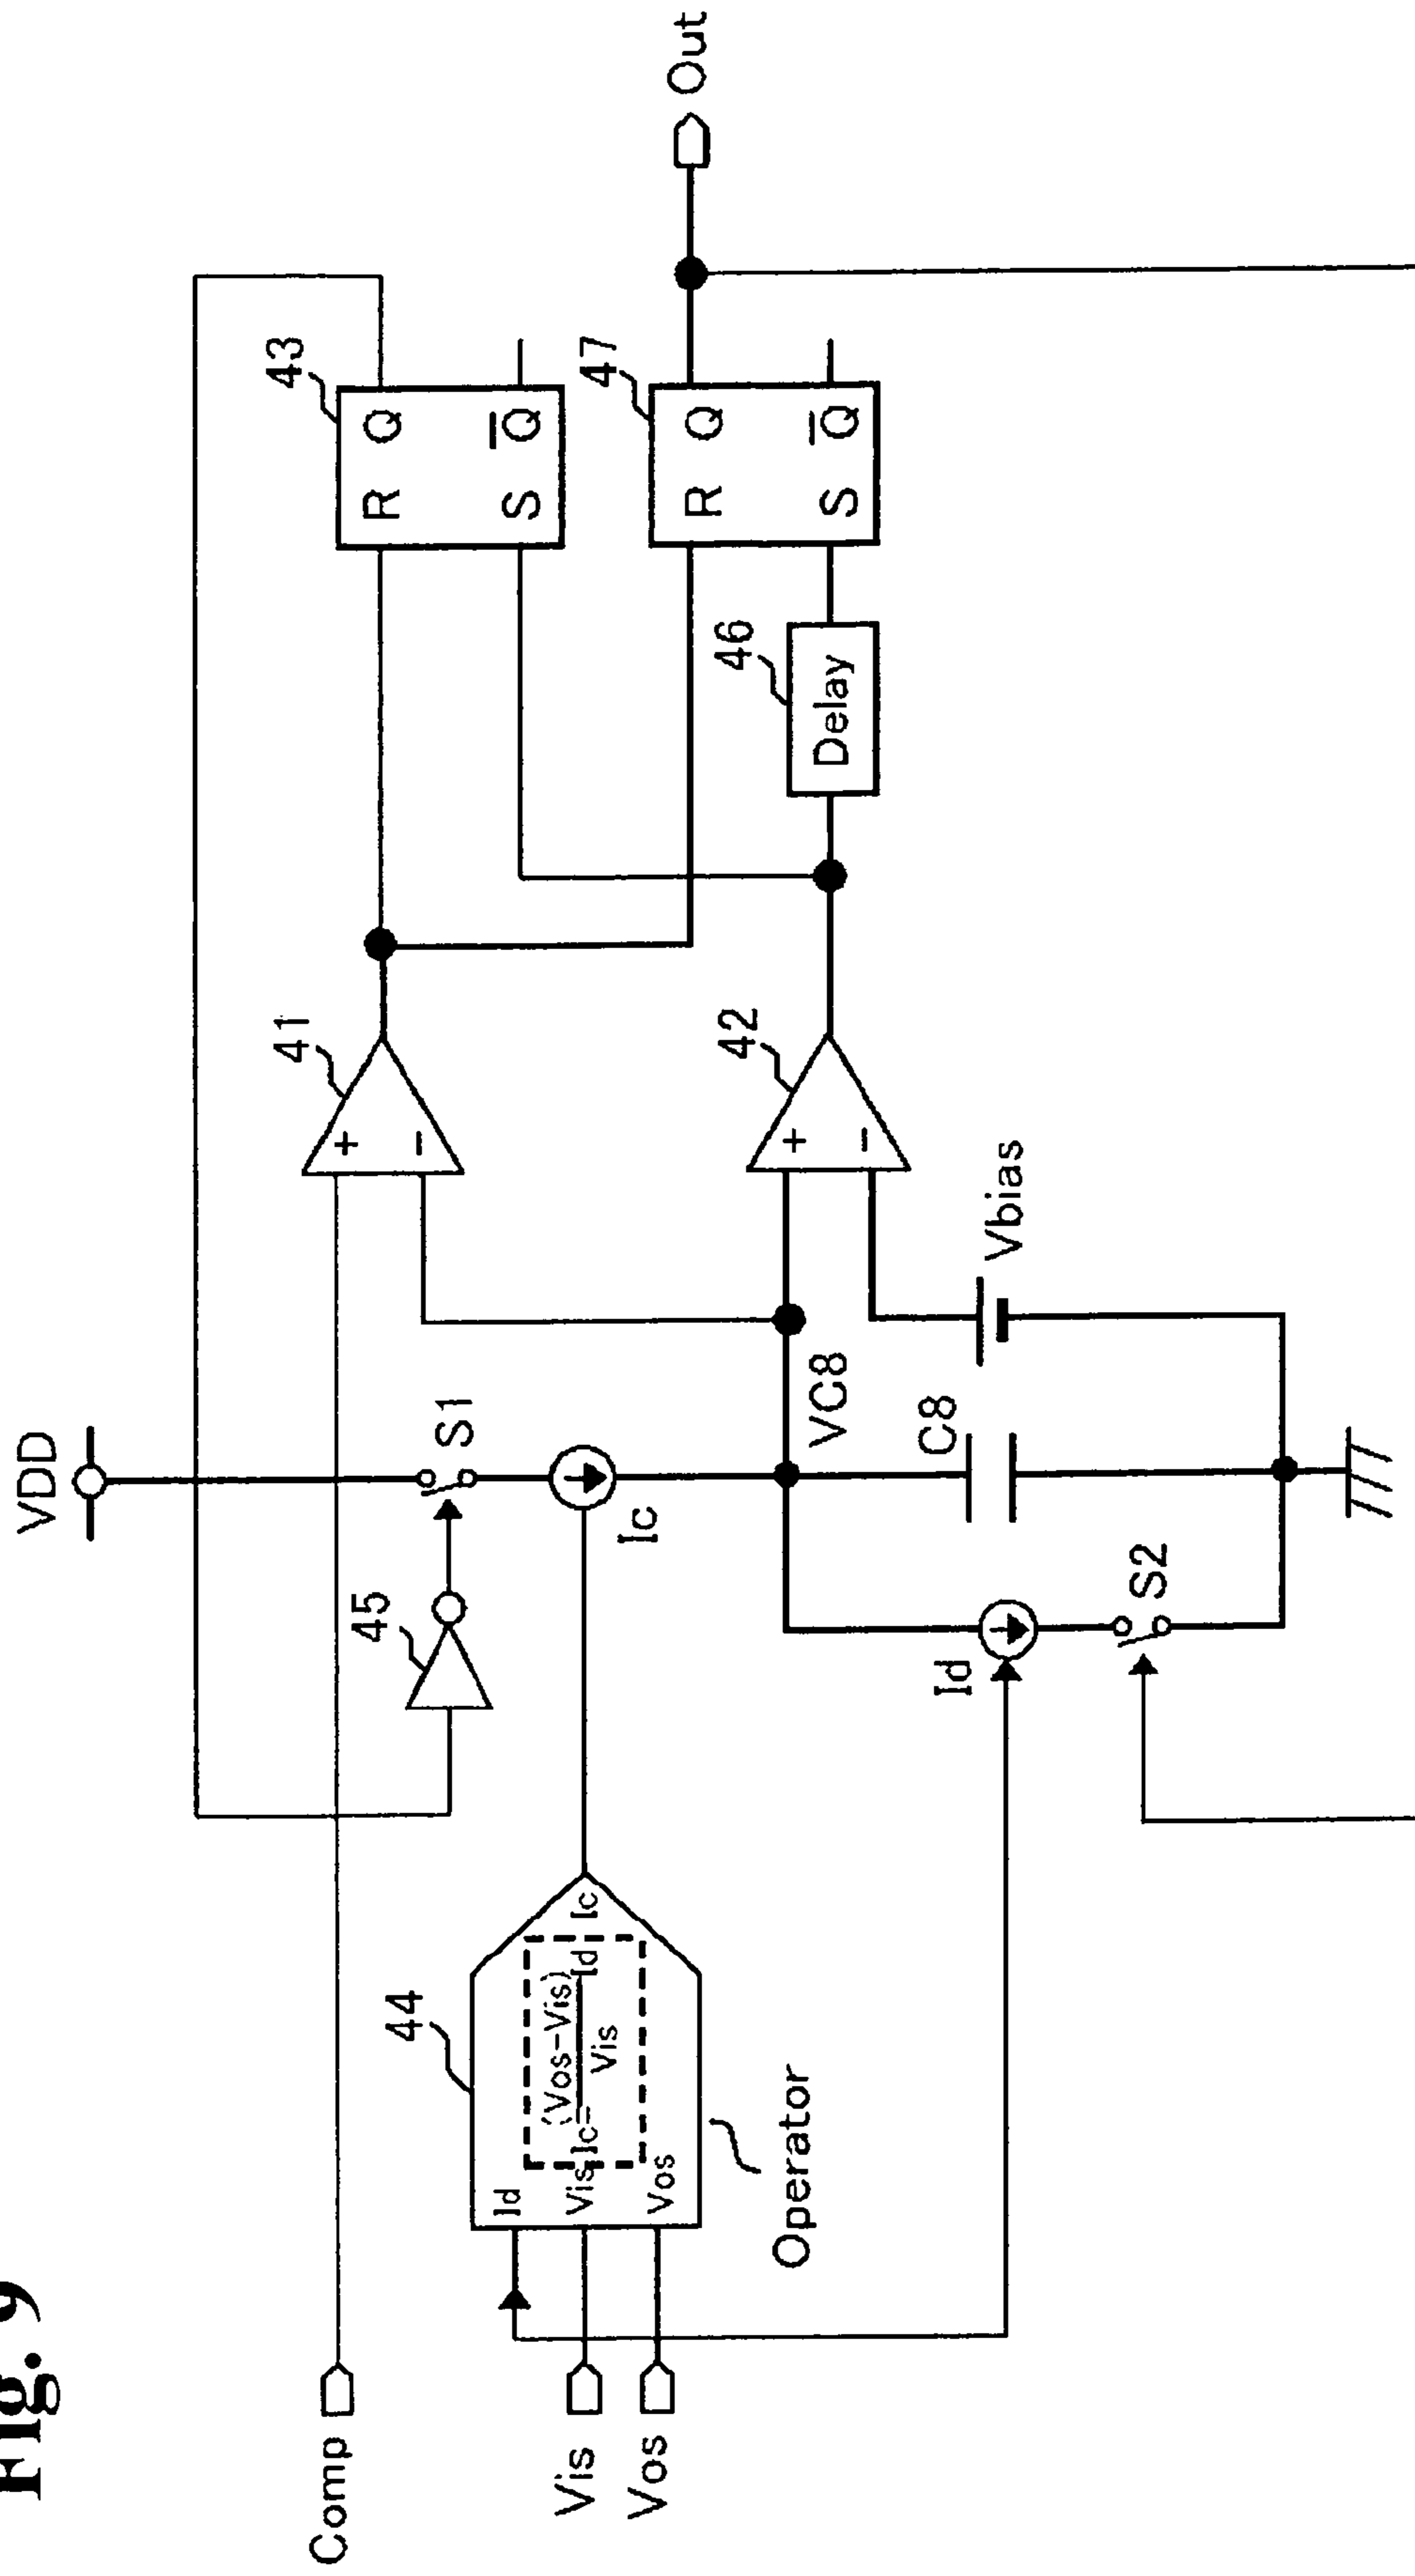 Fig. 9
VDD
Comp
Vis
Vos
44
Id
Vis
Vos
Ic=
(Vos-Vis)
Vis
Id
Ic
Operator
45
S1
Ic
Id
S2
VC8
C8
Vbias
41
+
-
42
+
-
43
R Q
S Q̅
46
Delay
47
R Q
S Q̅
Out